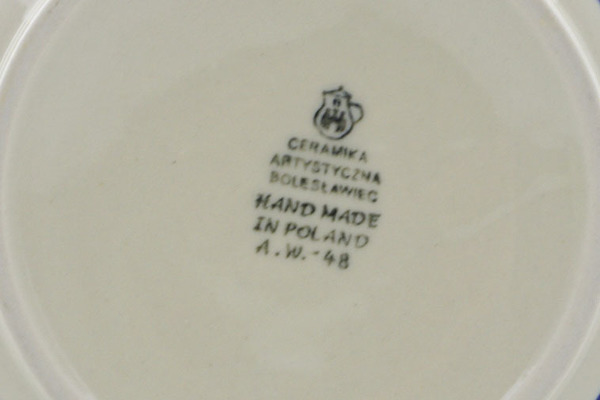 CERAMIKA
ARTYSTYCZNA
BOLESŁAWIEC
HAND MADE
IN POLAND
A.W.-48